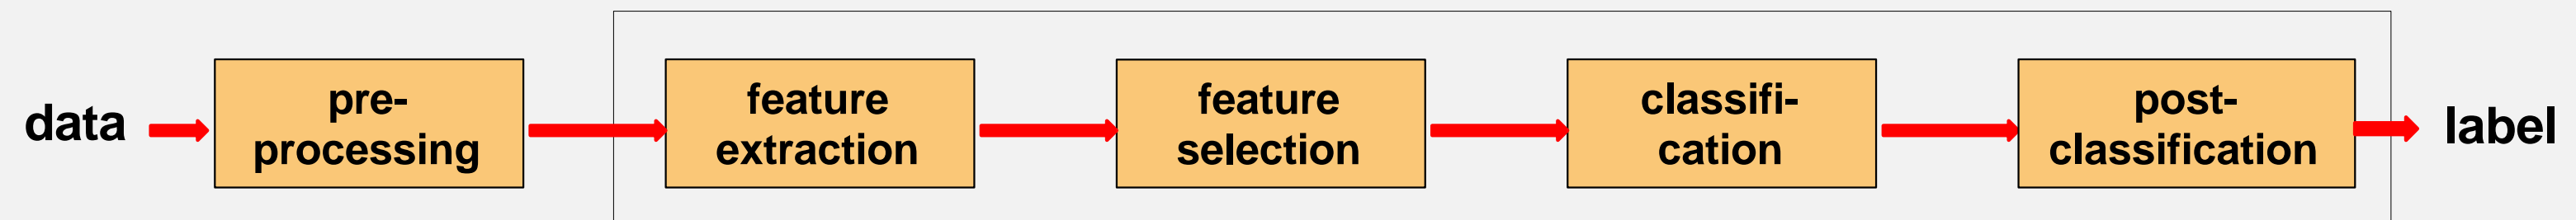 data
pre-
processing
feature
extraction
feature
selection
classifi-
cation
post-
classification
label